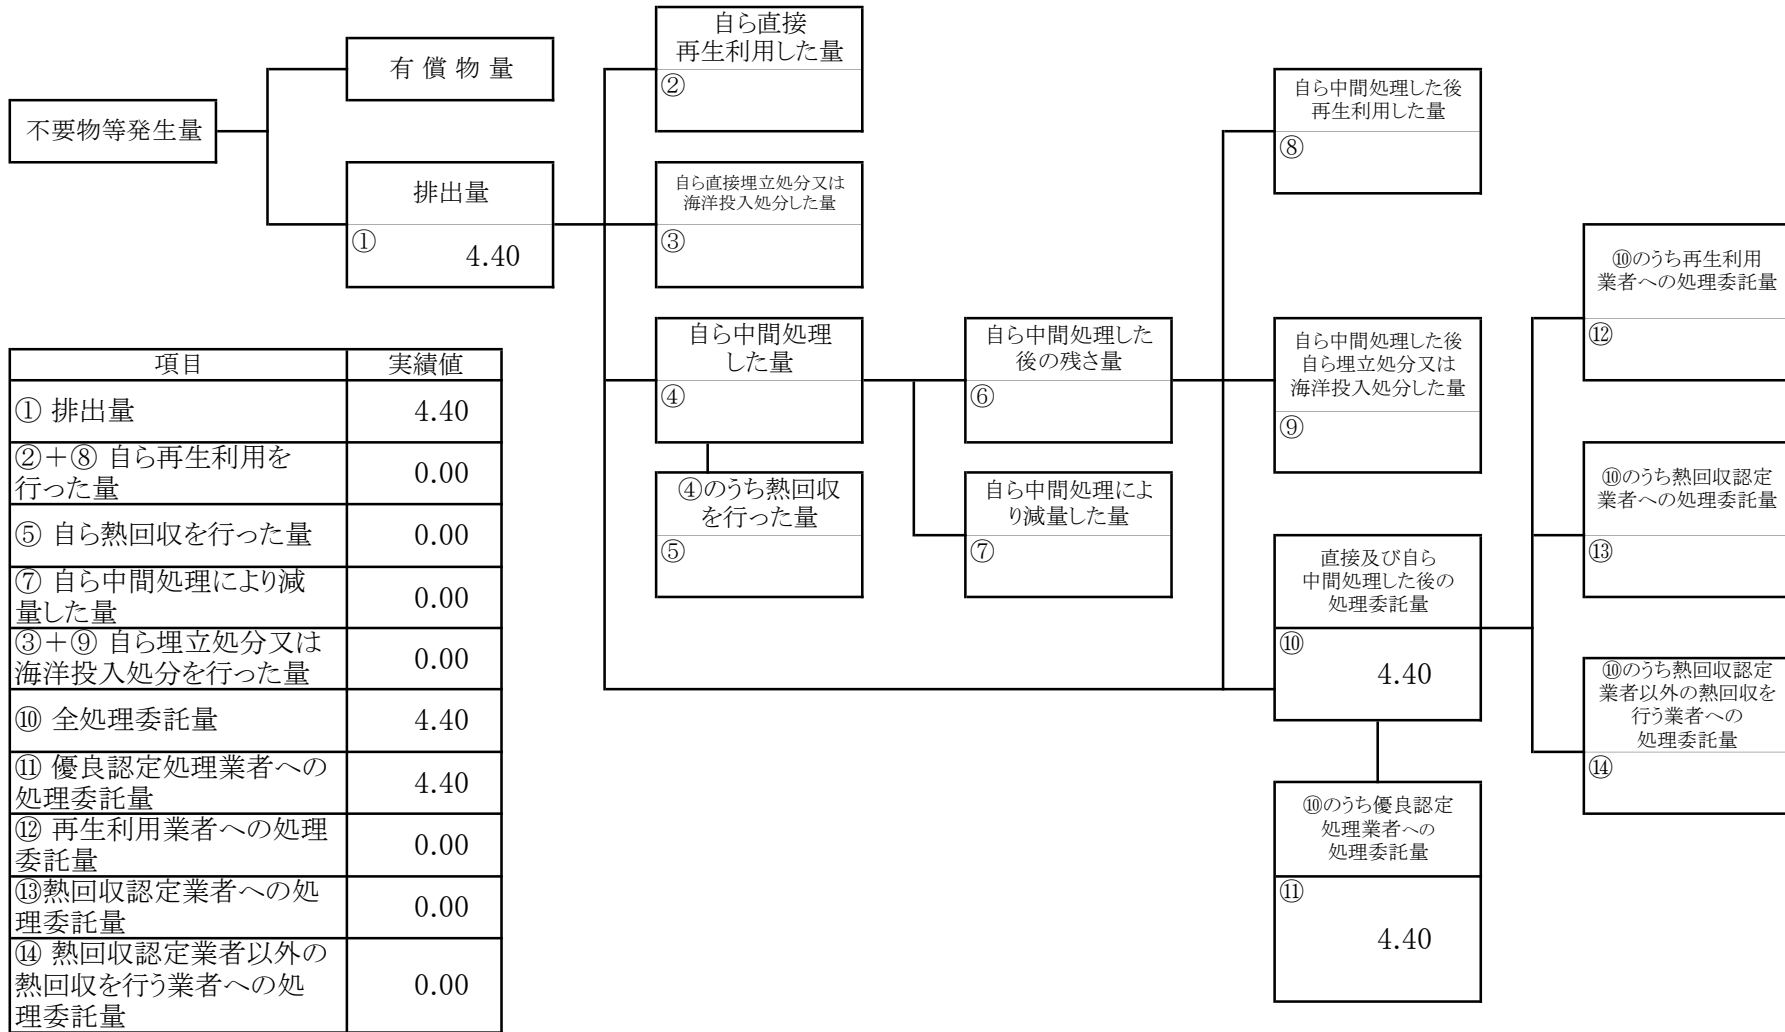 不要物等発生量
有 償 物 量
排出量
①
4.40
自ら直接
再生利用した量
②
自ら直接埋立処分又は
海洋投入処分した量
③
自ら中間処理
した量
④
④のうち熱回収
を行った量
⑤
自ら中間処理した
後の残さ量
⑥
自ら中間処理によ
り減量した量
⑦
自ら中間処理した後
再生利用した量
⑧
自ら中間処理した後
自ら埋立処分又は
海洋投入処分した量
⑨
直接及び自ら
中間処理した後の
処理委託量
⑩
4.40
⑩のうち優良認定
処理業者への
処理委託量
⑪
4.40
⑩のうち再生利用
業者への処理委託量
⑫
⑩のうち熱回収認定
業者への処理委託量
⑬
⑩のうち熱回収認定
業者以外の熱回収を
行う業者への
処理委託量
⑭
項目 実績値
① 排出量 4.40
②＋⑧ 自ら再生利用を
行った量 0.00
⑤ 自ら熱回収を行った量 0.00
⑦ 自ら中間処理により減
量した量 0.00
③＋⑨ 自ら埋立処分又は
海洋投入処分を行った量 0.00
⑩ 全処理委託量 4.40
⑪ 優良認定処理業者への
処理委託量 4.40
⑫ 再生利用業者への処理
委託量 0.00
⑬熱回収認定業者への処
理委託量 0.00
⑭ 熱回収認定業者以外の
熱回収を行う業者への処
理委託量 0.00